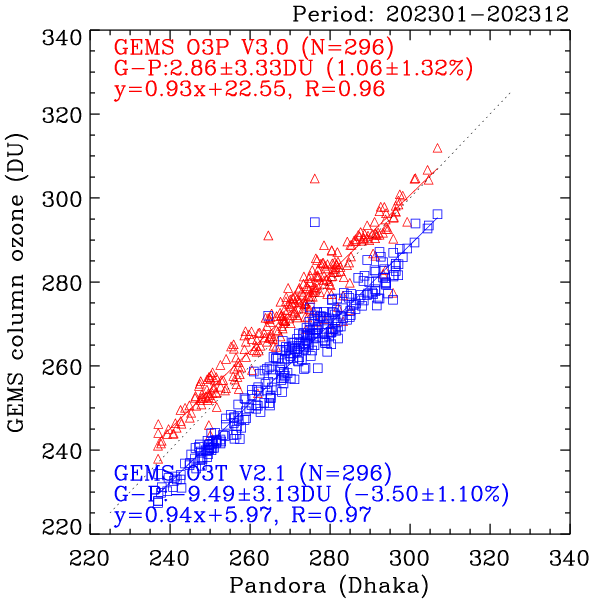 Period: 202301-202312
340
GEMS O3P V3.0 (N=296)
G-P:2.86±3.33DU (1.06±1.32%)
y=0.93x+22.55, R=0.96
320
300
280
260
240
220
GEMS column ozone (DU)
GEMS O3T V2.1 (N=296)
G-P: -9.49±3.13DU (-3.50±1.10%)
y=0.94x+5.97, R=0.97
220 240 260 280 300 320 340
Pandora (Dhaka)